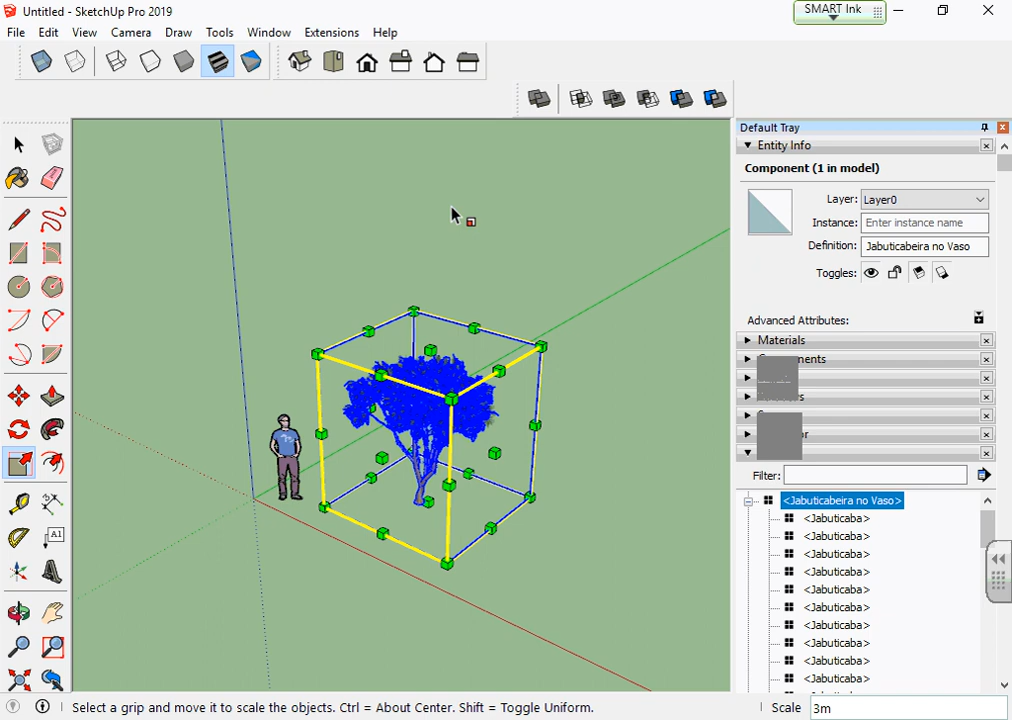 Untitled - SketchUp Pro 2019
SMART Ink
File Edit View Camera Draw Tools Window Extensions Help
Default Tray
Entity Info
Component (1 in model)
Layer: Layer0
Instance: Enter instance name
Definition: Jabuticabeira no Vaso
Toggles:
Advanced Attributes:
Materials
Filter:
<Jabuticabeira no Vaso>
<Jabuticaba>
<Jabuticaba>
<Jabuticaba>
<Jabuticaba>
<Jabuticaba>
<Jabuticaba>
<Jabuticaba>
<Jabuticaba>
<Jabuticaba>
<Jabuticaba>
A1
Select a grip and move it to scale the objects. Ctrl = About Center. Shift = Toggle Uniform.
Scale 3m